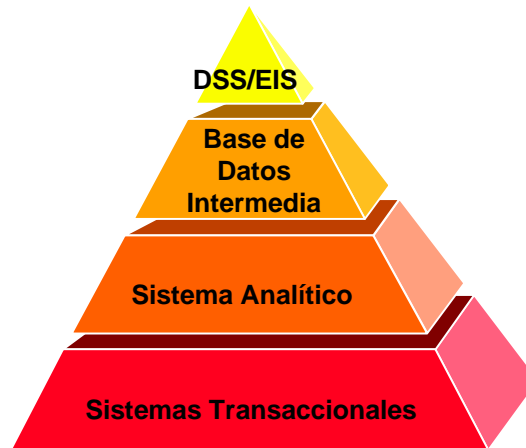 DSS/EIS
Base de
Datos
Intermedia
Sistema Analítico
Sistemas Transaccionales